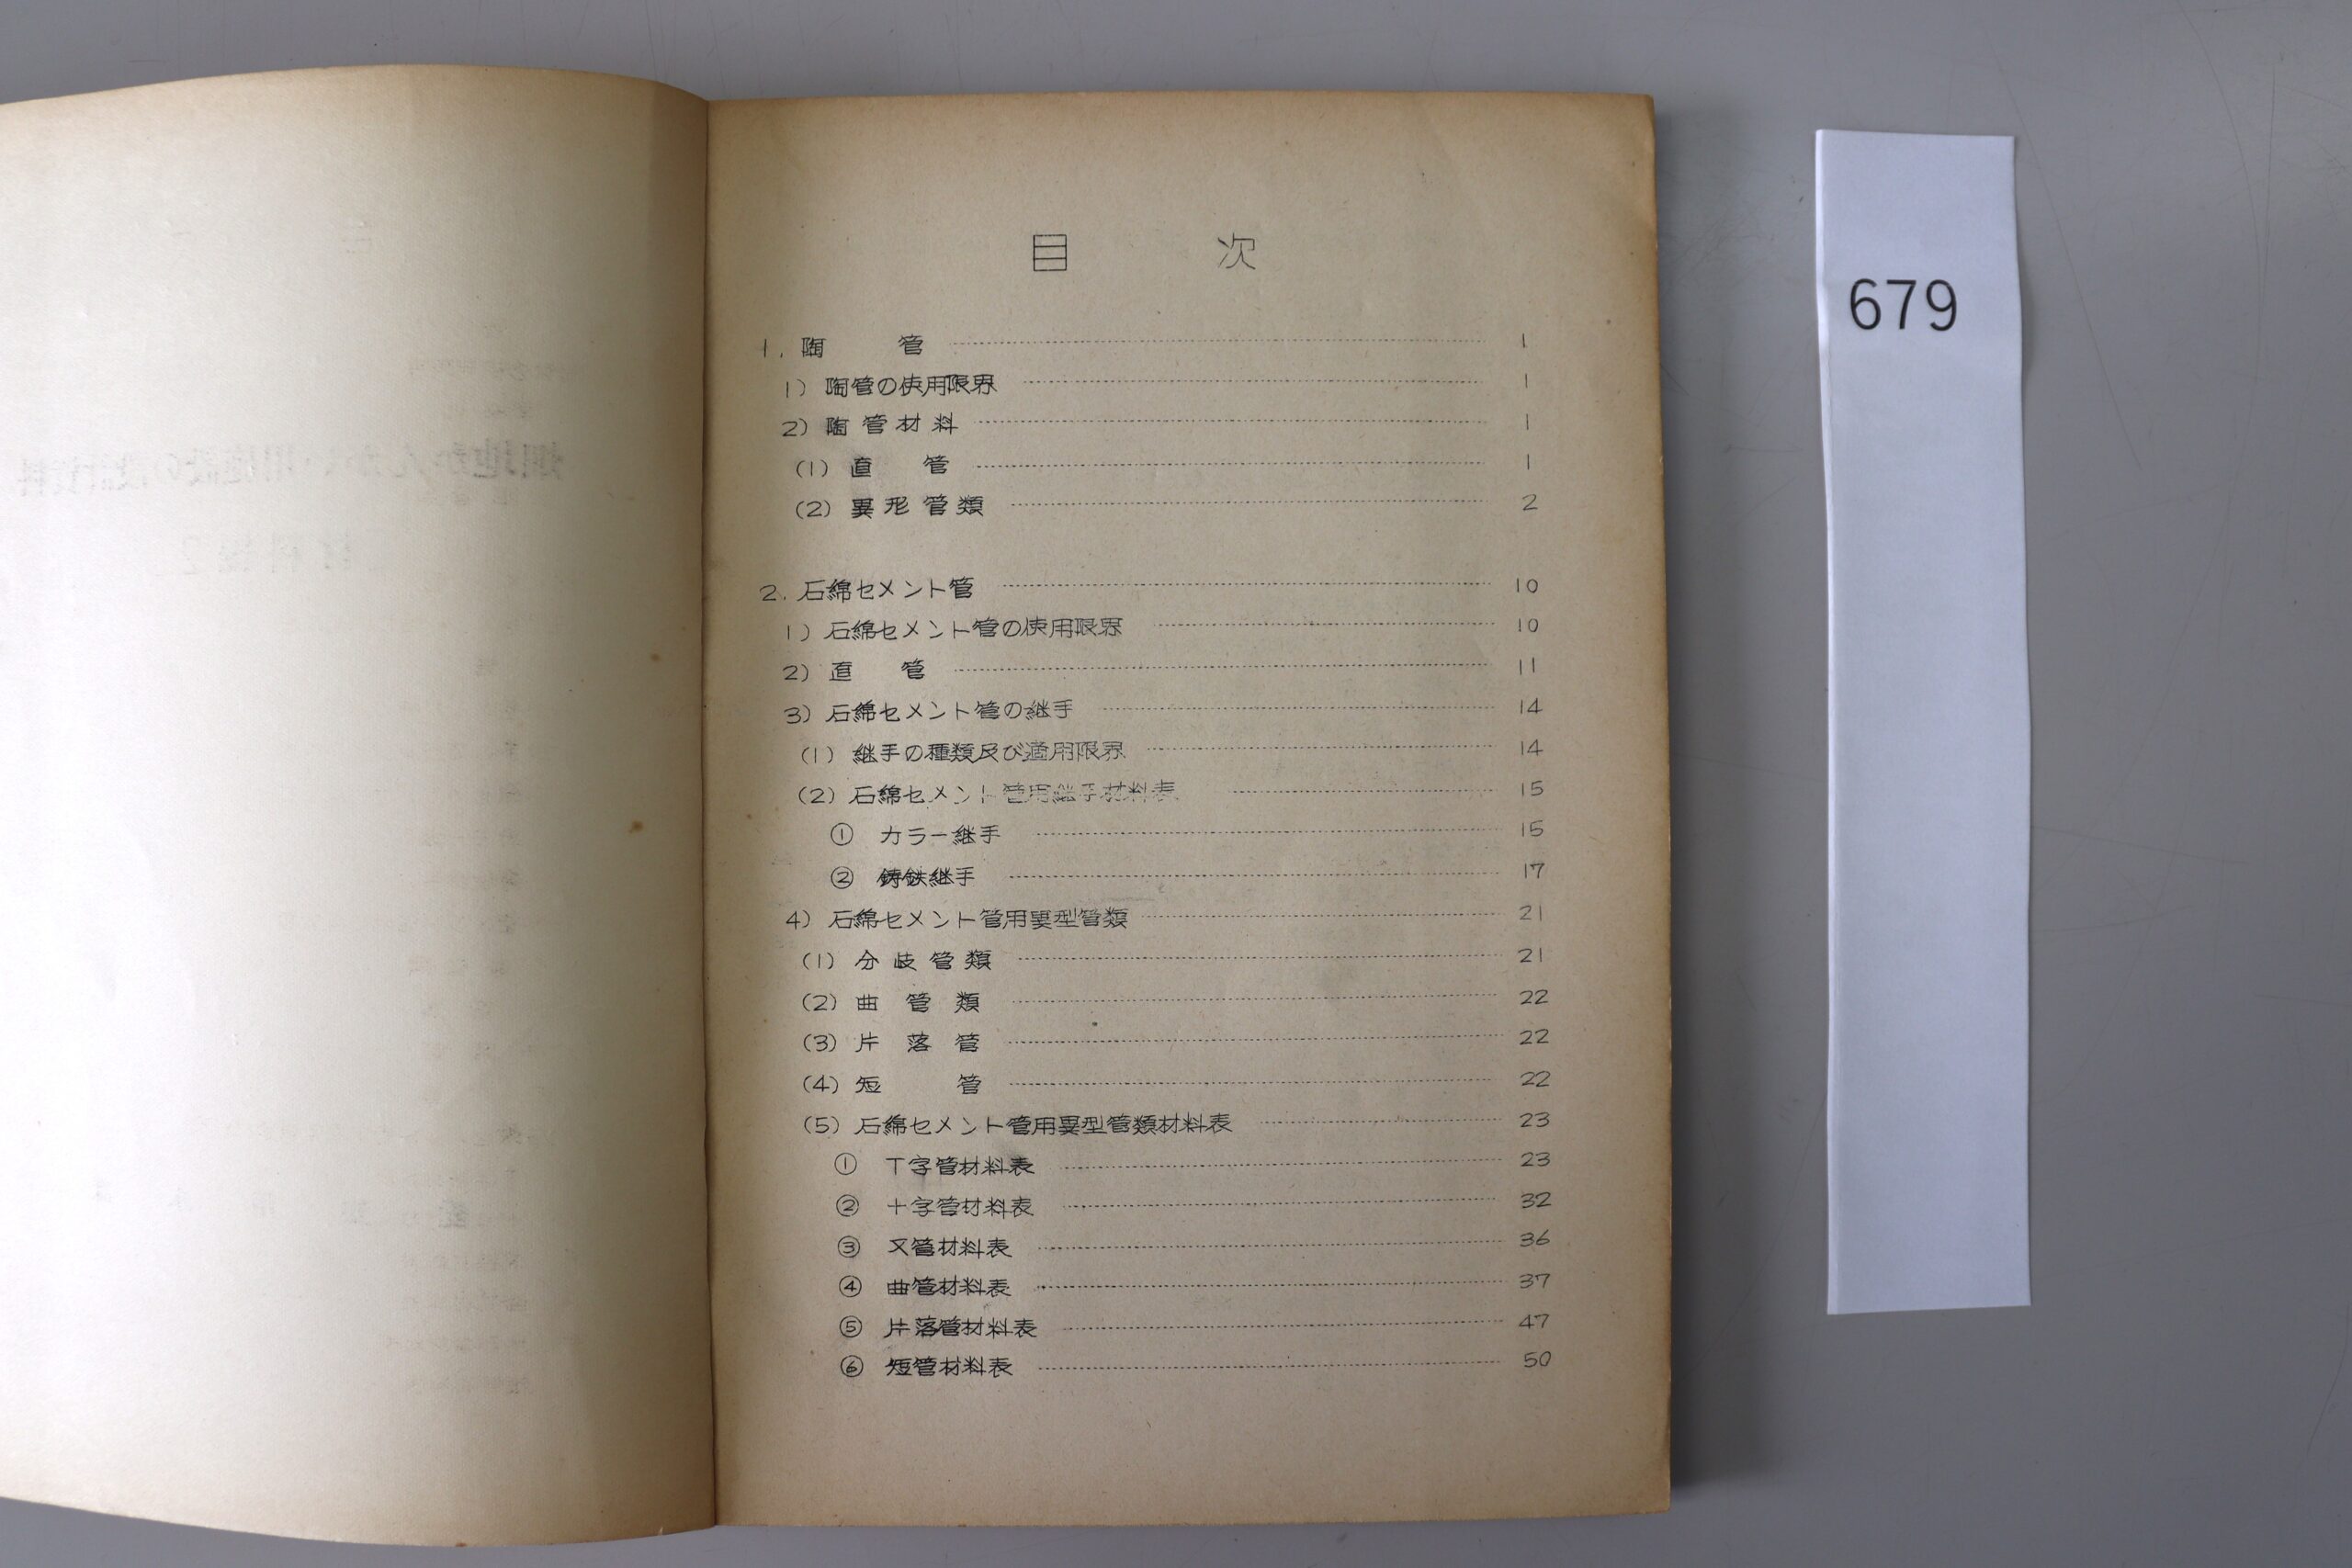 目 次
1. 陶 管 1
1) 陶管の使用限界 1
2) 陶管材料 1
(1) 直 管 1
(2) 異形管類 2
2. 石綿セメント管 10
1) 石綿セメント管の使用限界 10
2) 直 管 11
3) 石綿セメント管の継手 14
(1) 継手の種類及び適用限界 14
(2) 石綿セメント管用継手材料表 15
① カラー継手 15
② 鋳鉄継手 17
4) 石綿セメント管用異型管類 21
(1) 分岐管類 21
(2) 曲管類 22
(3) 片落管 22
(4) 短 管 22
(5) 石綿セメント管用異型管類材料表 23
① T字管材料表 23
② 十字管材料表 32
③ 叉管材料表 36
④ 曲管材料表 37
⑤ 片落管材料表 47
⑥ 短管材料表 50
679